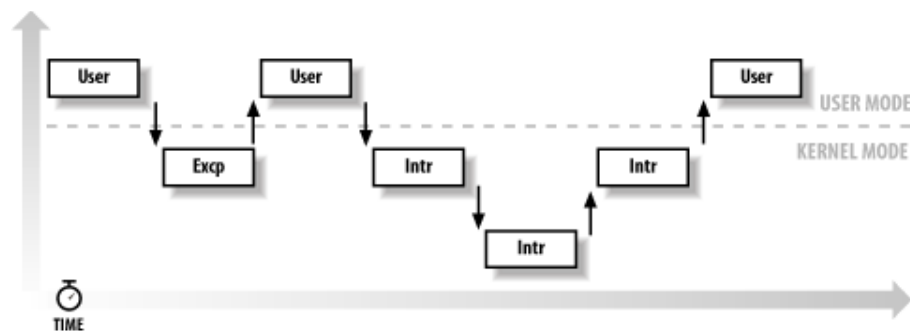 User
User
User
USER MODE
KERNEL MODE
Excp
Intr
Intr
Intr
TIME